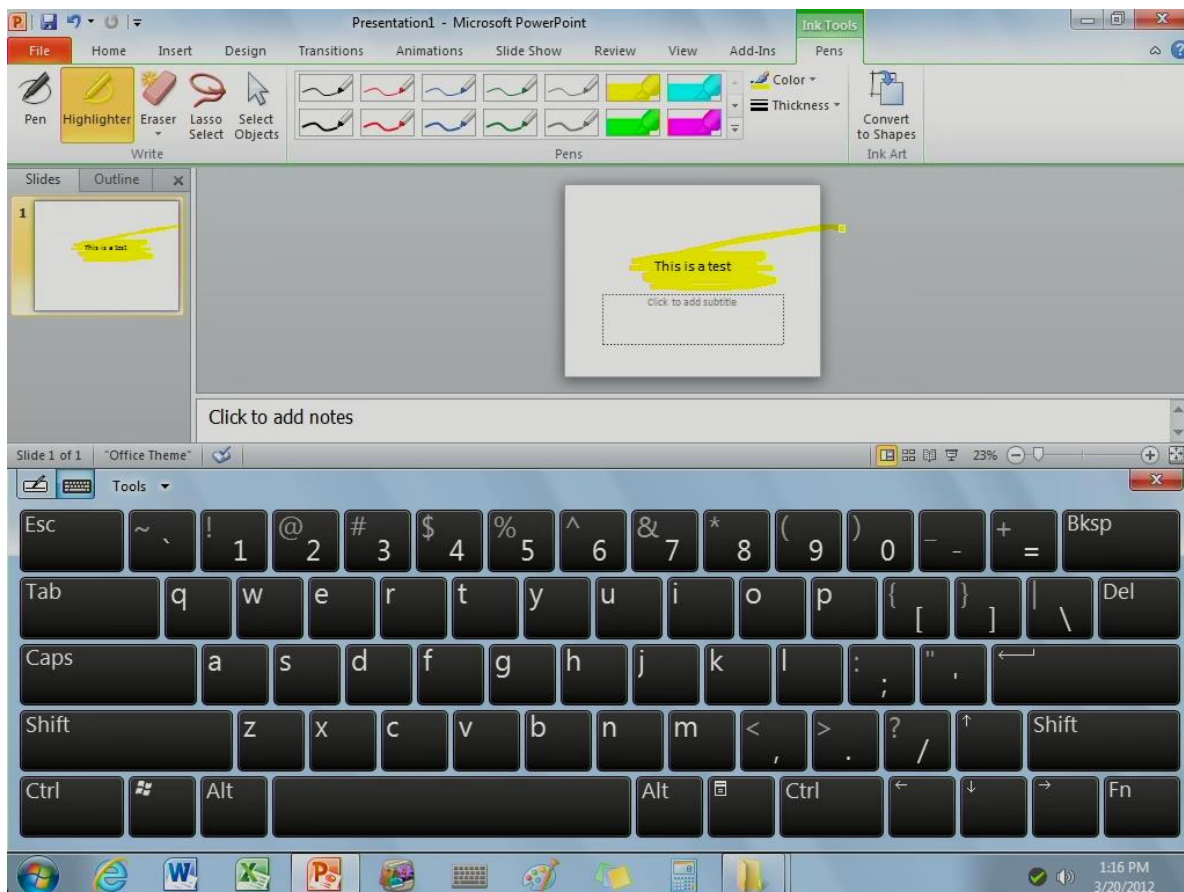 Presentation1 - Microsoft PowerPoint
Ink Tools
File Home Insert Design Transitions Animations Slide Show Review View Add-Ins Pens
Pen Highlighter Eraser Lasso Select Select Objects Color Thickness Convert to Shapes
Write Pens Ink Art
Slides Outline
1
This is a test
This is a test
Click to add subtitle
Click to add notes
Slide 1 of 1 "Office Theme" 23%
Tools
Esc ~ ` ! 1 @ 2 # 3 $ 4 % 5 ^ 6 & 7 * 8 ( 9 ) 0 _ - + = Bksp
Tab q w e r t y u i o p { [ } ] | \ Del
Caps a s d f g h j k l : ; " '
Shift z x c v b n m < , > . ? / ↑ Shift
Ctrl Alt Alt Ctrl ← ↓ → Fn
1:16 PM
3/20/2012